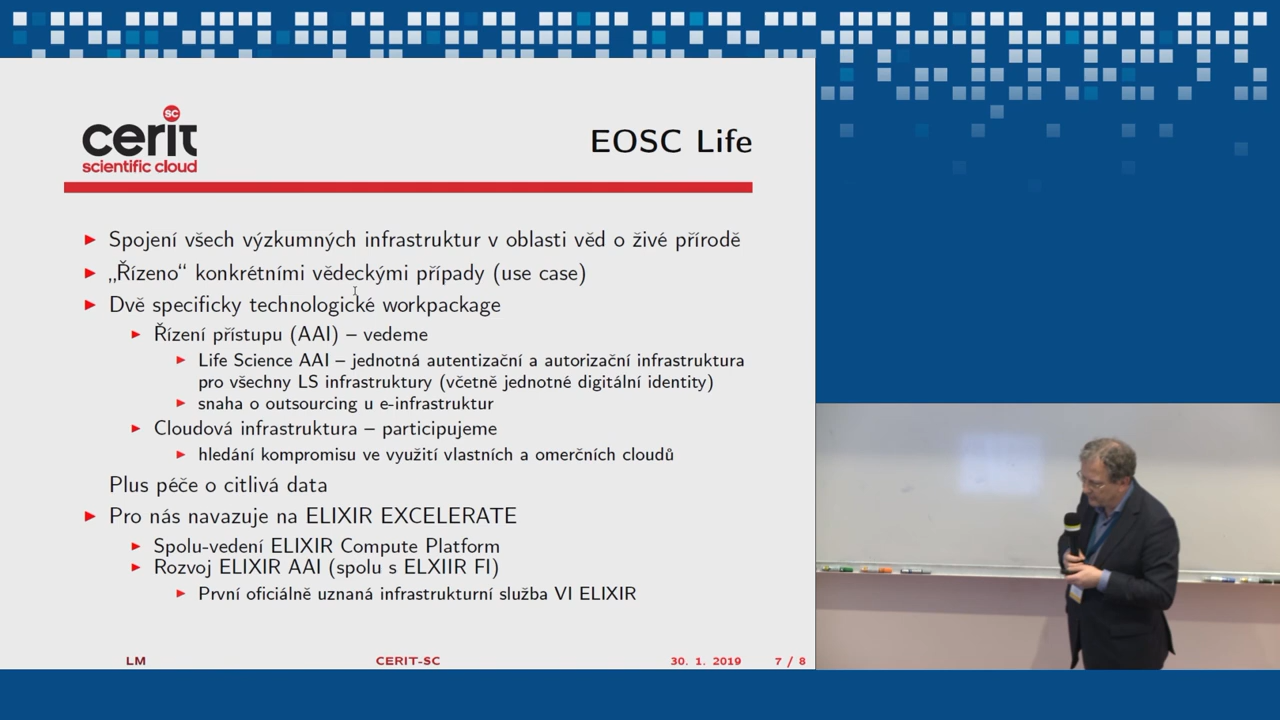 sc
cerit
scientific cloud
EOSC Life
Spojení všech výzkumných infrastruktur v oblasti věd o živé přírodě
„Řízeno“ konkrétními vědeckými případy (use case)
Dvě specificky technologické workpackage
Řízení přístupu (AAI) – vedeme
Life Science AAI – jednotná autentizační a autorizační infrastruktura
pro všechny LS infrastruktury (včetně jednotné digitální identity)
snaha o outsourcing u e-infrastruktur
Cloudová infrastruktura – participujeme
hledání kompromisu ve využití vlastních a omerčních cloudů
Plus péče o citlivá data
Pro nás navazuje na ELIXIR EXCELERATE
Spolu-vedení ELIXIR Compute Platform
Rozvoj ELIXIR AAI (spolu s ELXIIR FI)
První oficiálně uznaná infrastrukturní služba VI ELIXIR
LM CERIT-SC 30. 1. 2019 7 / 8